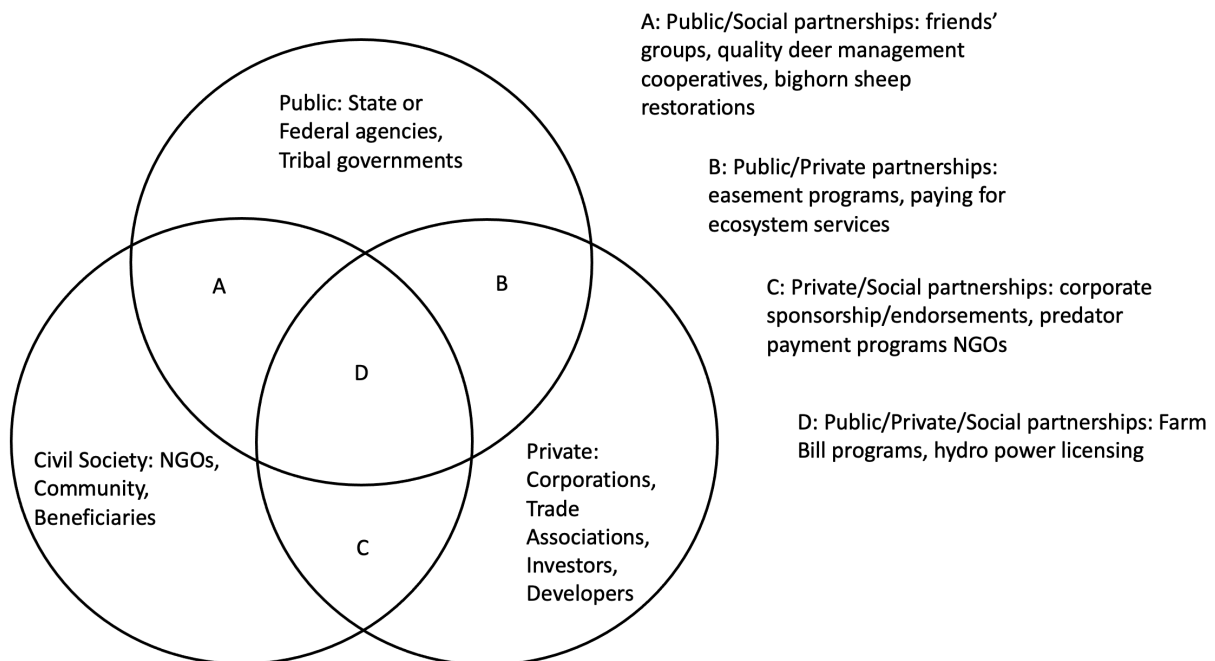 Public: State or
Federal agencies,
Tribal governments
A
B
D
Civil Society: NGOs,
Community,
Beneficiaries
Private:
Corporations,
Trade
Associations,
Investors,
Developers
C
A: Public/Social partnerships: friends’
groups, quality deer management
cooperatives, bighorn sheep
restorations
B: Public/Private partnerships:
easement programs, paying for
ecosystem services
C: Private/Social partnerships: corporate
sponsorship/endorsements, predator
payment programs NGOs
D: Public/Private/Social partnerships: Farm
Bill programs, hydro power licensing